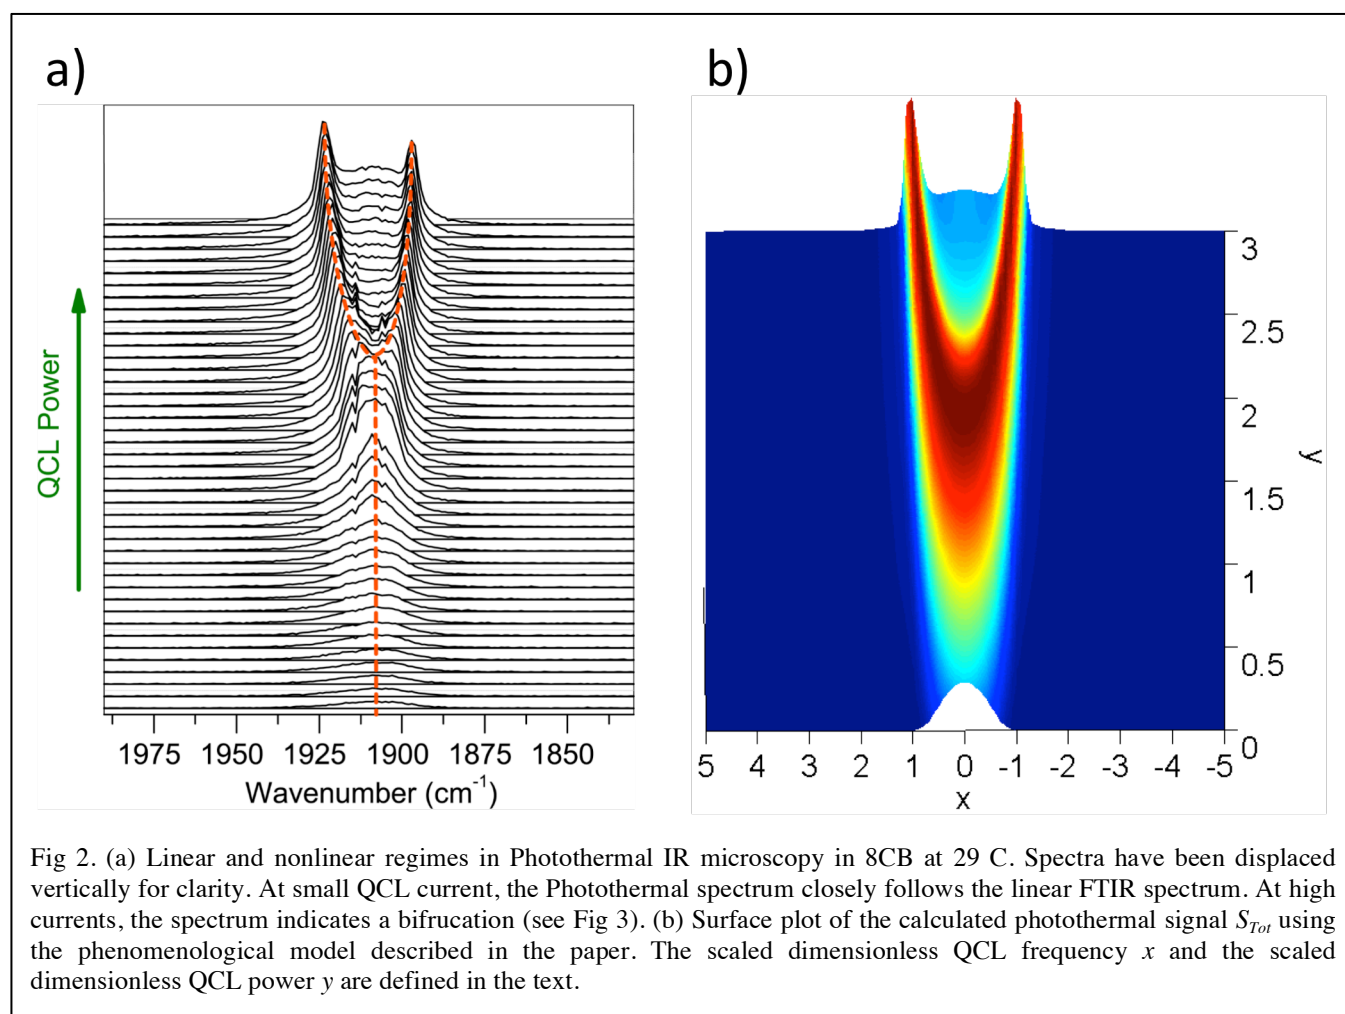 a)
b)
QCL Power
1975 1950 1925 1900 1875 1850
Wavenumber (cm⁻¹)
3
2.5
2
1.5
1
0.5
0
y
5 4 3 2 1 0 -1 -2 -3 -4 -5
x
Fig 2. (a) Linear and nonlinear regimes in Photothermal IR microscopy in 8CB at 29 C. Spectra have been displaced
vertically for clarity. At small QCL current, the Photothermal spectrum closely follows the linear FTIR spectrum. At high
currents, the spectrum indicates a bifrucation (see Fig 3). (b) Surface plot of the calculated photothermal signal S_Tot using
the phenomenological model described in the paper. The scaled dimensionless QCL frequency x and the scaled
dimensionless QCL power y are defined in the text.